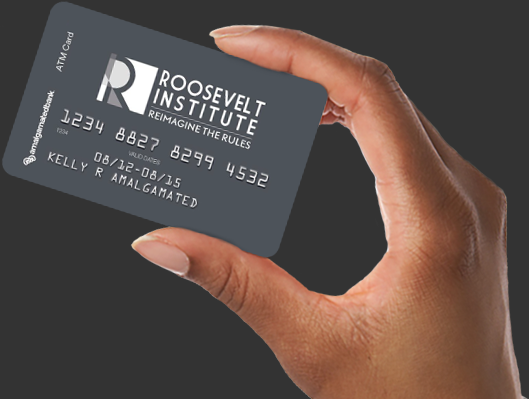 ATM Card
amalgamatedbank
R
ROOSEVELT
INSTITUTE
REIMAGINE THE RULES
1234 8827 8299 4532
1234
VALID DATES
08/12-08/15
KELLY R AMALGAMATED